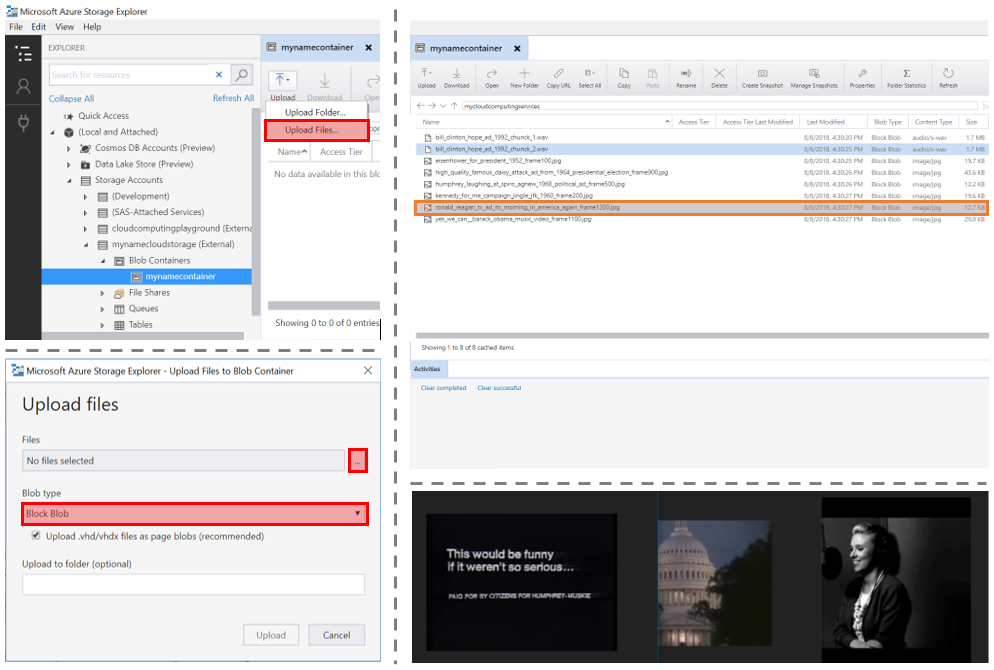 Microsoft Azure Storage Explorer
File Edit View Help
EXPLORER
Search for resources
Collapse All Refresh All
Quick Access
(Local and Attached)
Cosmos DB Accounts (Preview)
Data Lake Store (Preview)
Storage Accounts
(Development)
(SAS-Attached Services)
cloudcomputingplayground (Externa
mynamecloudstorage (External)
Blob Containers
mynamecontainer
File Shares
Queues
Tables
mynamecontainer
Upload Download Open
Upload Folder...
Upload Files...
Name Access Tier
No data available in this blo
Showing 0 to 0 of 0 entries
Microsoft Azure Storage Explorer - Upload Files to Blob Container
Upload files
Files
No files selected
...
Blob type
Block Blob
Upload .vhd/vhdx files as page blobs (recommended)
Upload to folder (optional)
Upload Cancel
mynamecontainer
Upload Download Open New Folder Copy URL Select All Copy Paste Rename Delete Create Snapshot Manage Snapshots Properties Folder Statistics Refresh
mycloudcomputingservices
Name Access Tier Access Tier Last Modified Last Modified Blob Type Content Type Size
bill_clinton_hope_ad_1992_chunck_1.wav 8/8/2018, 4:30:20 PM Block Blob audio/x-wav 1.7 MB
bill_clinton_hope_ad_1992_chunck_2.wav 8/8/2018, 4:30:25 PM Block Blob audio/x-wav 1.7 MB
eisenhower_for_president_1952_frame100.jpg 8/8/2018, 4:30:25 PM Block Blob image/jpg 19.7 KB
high_quality_famous_daisy_attack_ad_from_1964_presidential_election_frame900.jpg 8/8/2018, 4:30:26 PM Block Blob image/jpg 43.6 KB
humphrey_laughing_at_spiro_agnew_1968_political_ad_frame500.jpg 8/8/2018, 4:30:26 PM Block Blob image/jpg 12.2 KB
kennedy_for_me_campaign_jingle_jfk_1960_frame200.jpg 8/8/2018, 4:30:26 PM Block Blob image/jpg 19.6 KB
ronald_reagan_tv_ad_its_morning_in_america_again_frame1200.jpg 8/8/2018, 4:30:27 PM Block Blob image/jpg 12.7 KB
yes_we_can__barack_obama_music_video_frame1100.jpg 8/8/2018, 4:30:27 PM Block Blob image/jpg 29.8 KB
Showing 1 to 8 of 8 cached items
Activities
Clear completed Clear successful
This would be funny
if it weren't so serious...
PAID FOR BY CITIZENS FOR HUMPHREY-MUSKIE